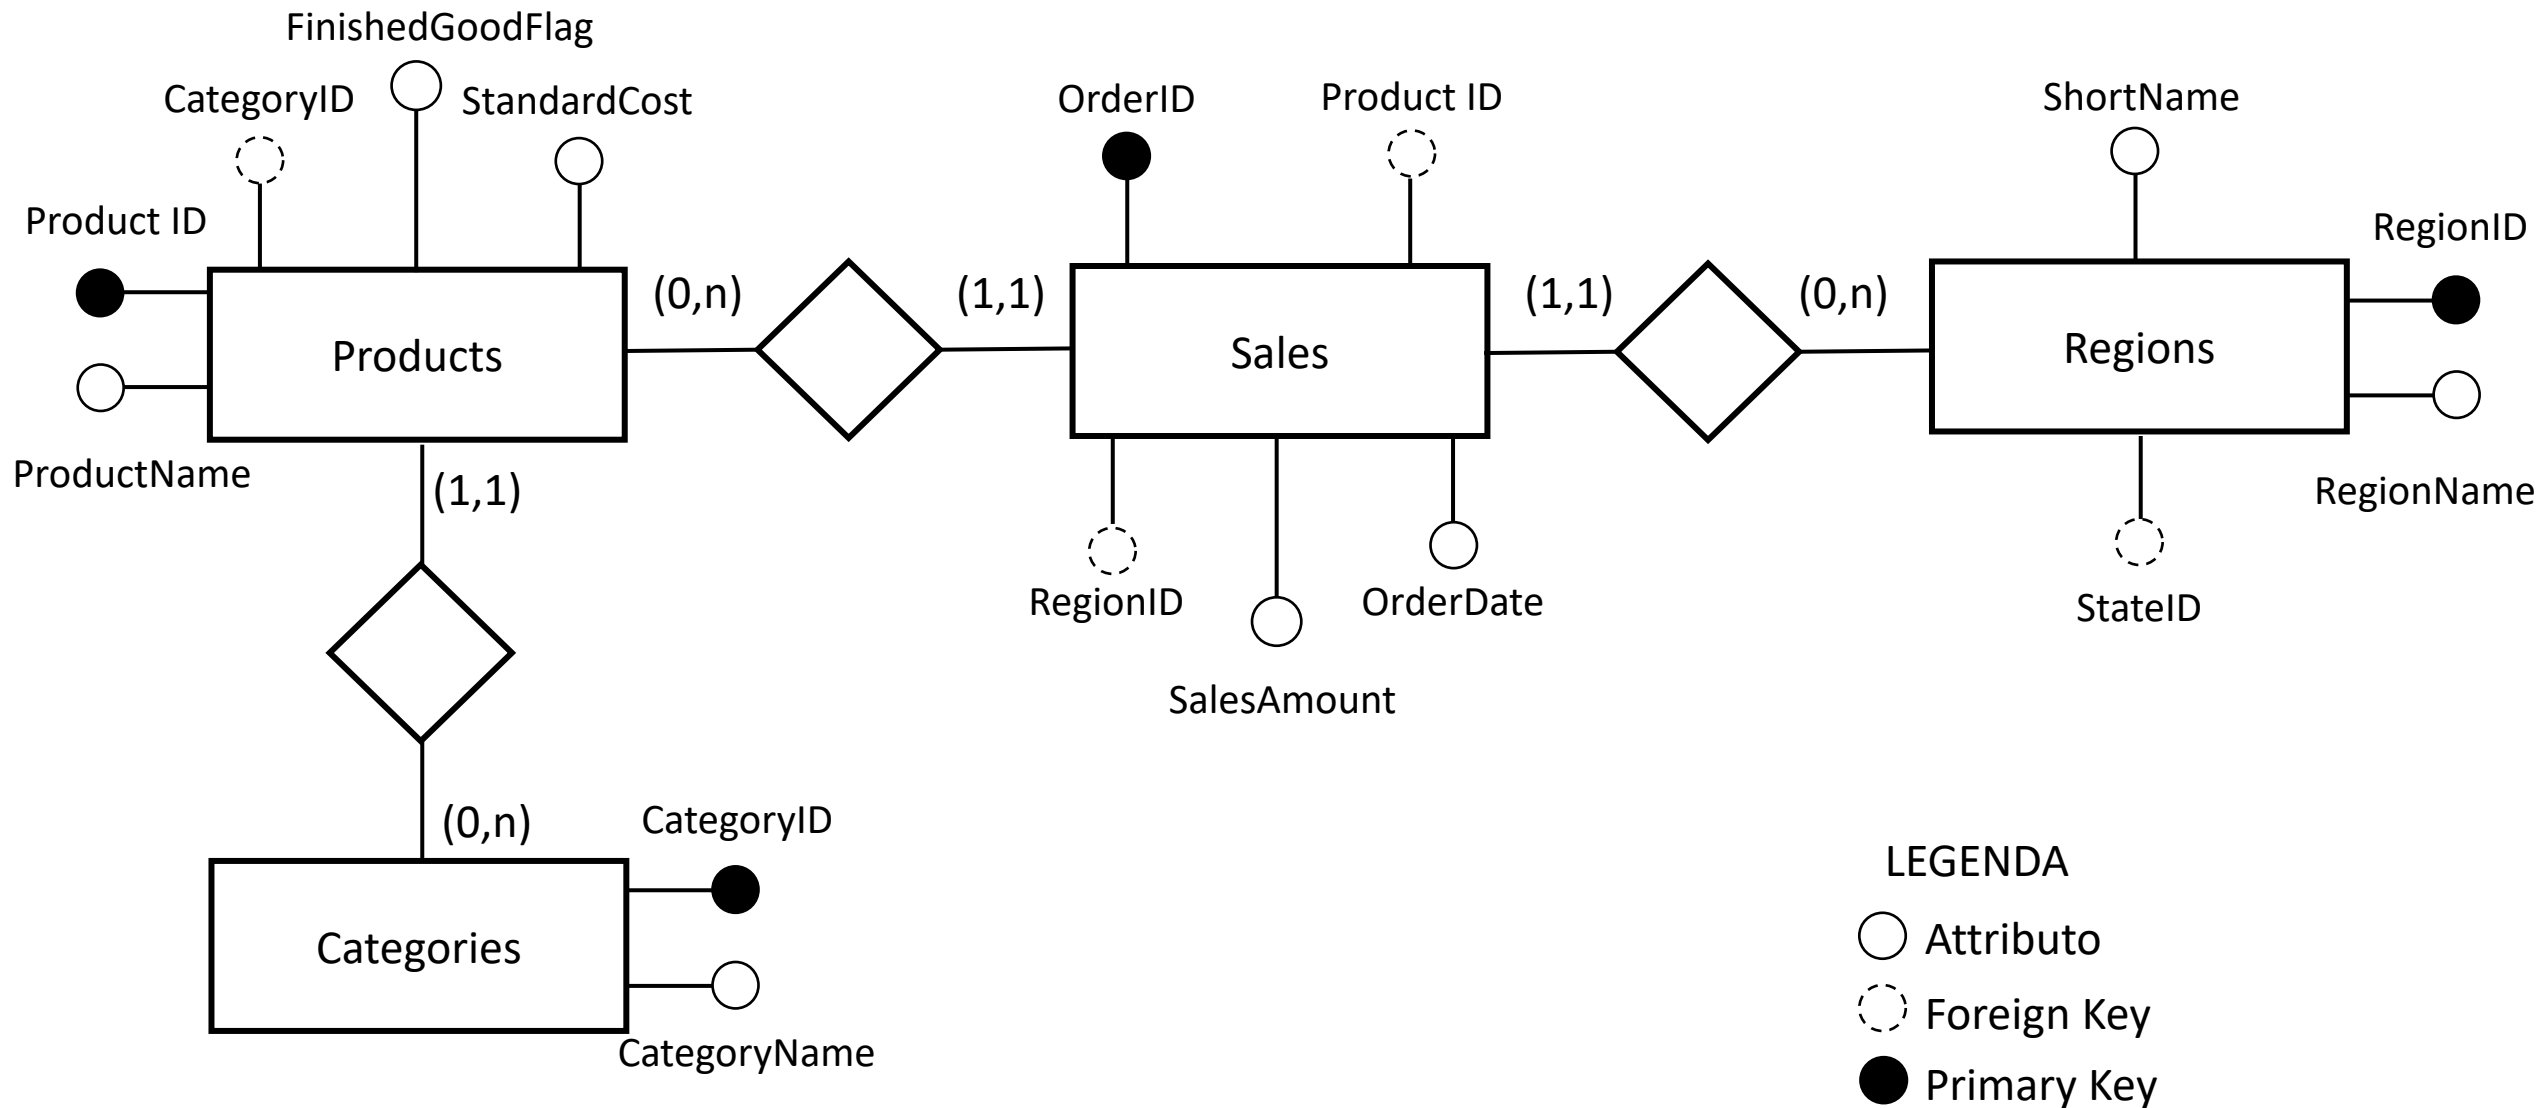 FinishedGoodFlag
CategoryID
StandardCost
Product ID
ProductName
Products
(0,n)
(1,1)
OrderID
Product ID
Sales
RegionID
SalesAmount
OrderDate
(1,1)
(0,n)
ShortName
RegionID
Regions
RegionName
StateID
(1,1)
(0,n)
CategoryID
Categories
CategoryName
LEGENDA
Attributo
Foreign Key
Primary Key